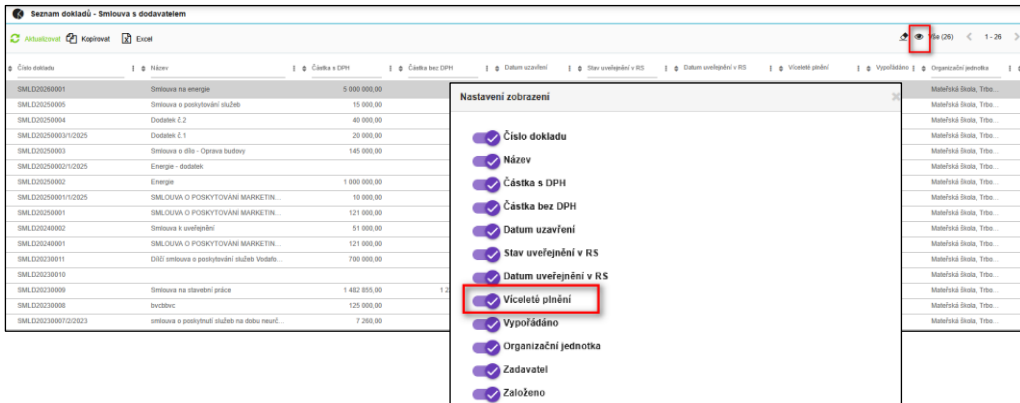 Seznam dokladů - Smlouva s dodavatelem
Aktualizovat Kopírovat Excel Vše (26) 1 - 26
Číslo dokladu Název Částka s DPH Částka bez DPH Datum uzavření Stav uveřejnění v RS Datum uveřejnění v RS Víceleté plnění Vypořádáno Organizační jednotka
SMLD20260001 Smlouva na energie 5 000 000,00 Mateřská škola, Trbo...
SMLD20250005 Smlouva o poskytování služeb 15 000,00 Mateřská škola, Trbo...
SMLD20250004 Dodatek č.2 40 000,00 Mateřská škola, Trbo...
SMLD20250003/1/2025 Dodatek č.1 20 000,00 Mateřská škola, Trbo...
SMLD20250003 Smlouva o dílo - Oprava budovy 145 000,00 Mateřská škola, Trbo...
SMLD20250002/1/2025 Energie - dodatek Mateřská škola, Trbo...
SMLD20250002 Energie 1 000 000,00 Mateřská škola, Trbo...
SMLD20250001/1/2025 SMLOUVA O POSKYTOVÁNÍ MARKETIN... 10 000,00 Mateřská škola, Trbo...
SMLD20250001 SMLOUVA O POSKYTOVÁNÍ MARKETIN... 121 000,00 Mateřská škola, Trbo...
SMLD20240002 Smlouva k uveřejnění 51 000,00 Mateřská škola, Trbo...
SMLD20240001 SMLOUVA O POSKYTOVÁNÍ MARKETIN... 121 000,00 Mateřská škola, Trbo...
SMLD20230011 Dílčí smlouva o poskytování služeb Vodafo... 700 000,00 Mateřská škola, Trbo...
SMLD20230010 Mateřská škola, Trbo...
SMLD20230009 Smlouva na stavební práce 1 482 055,00 1 2 Mateřská škola, Trbo...
SMLD20230008 bvcbbvc 125 000,00 Mateřská škola, Trbo...
SMLD20230007/2/2023 smlouva o poskytnutí služeb na dobu neurč... 7 260,00 Mateřská škola, Trbo...
Nastavení zobrazení
Číslo dokladu
Název
Částka s DPH
Částka bez DPH
Datum uzavření
Stav uveřejnění v RS
Datum uveřejnění v RS
Víceleté plnění
Vypořádáno
Organizační jednotka
Zadavatel
Založeno